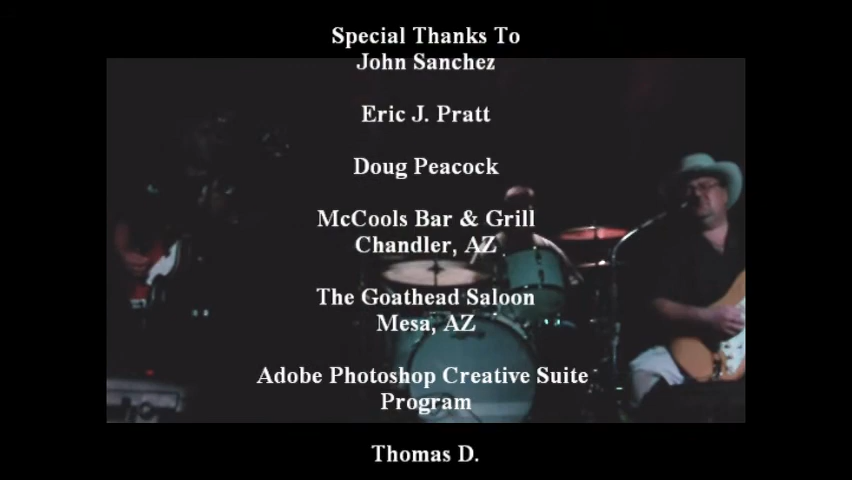 Special Thanks To
John Sanchez
Eric J. Pratt
Doug Peacock
McCools Bar & Grill
Chandler, AZ
The Goathead Saloon
Mesa, AZ
Adobe Photoshop Creative Suite
Program
Thomas D.